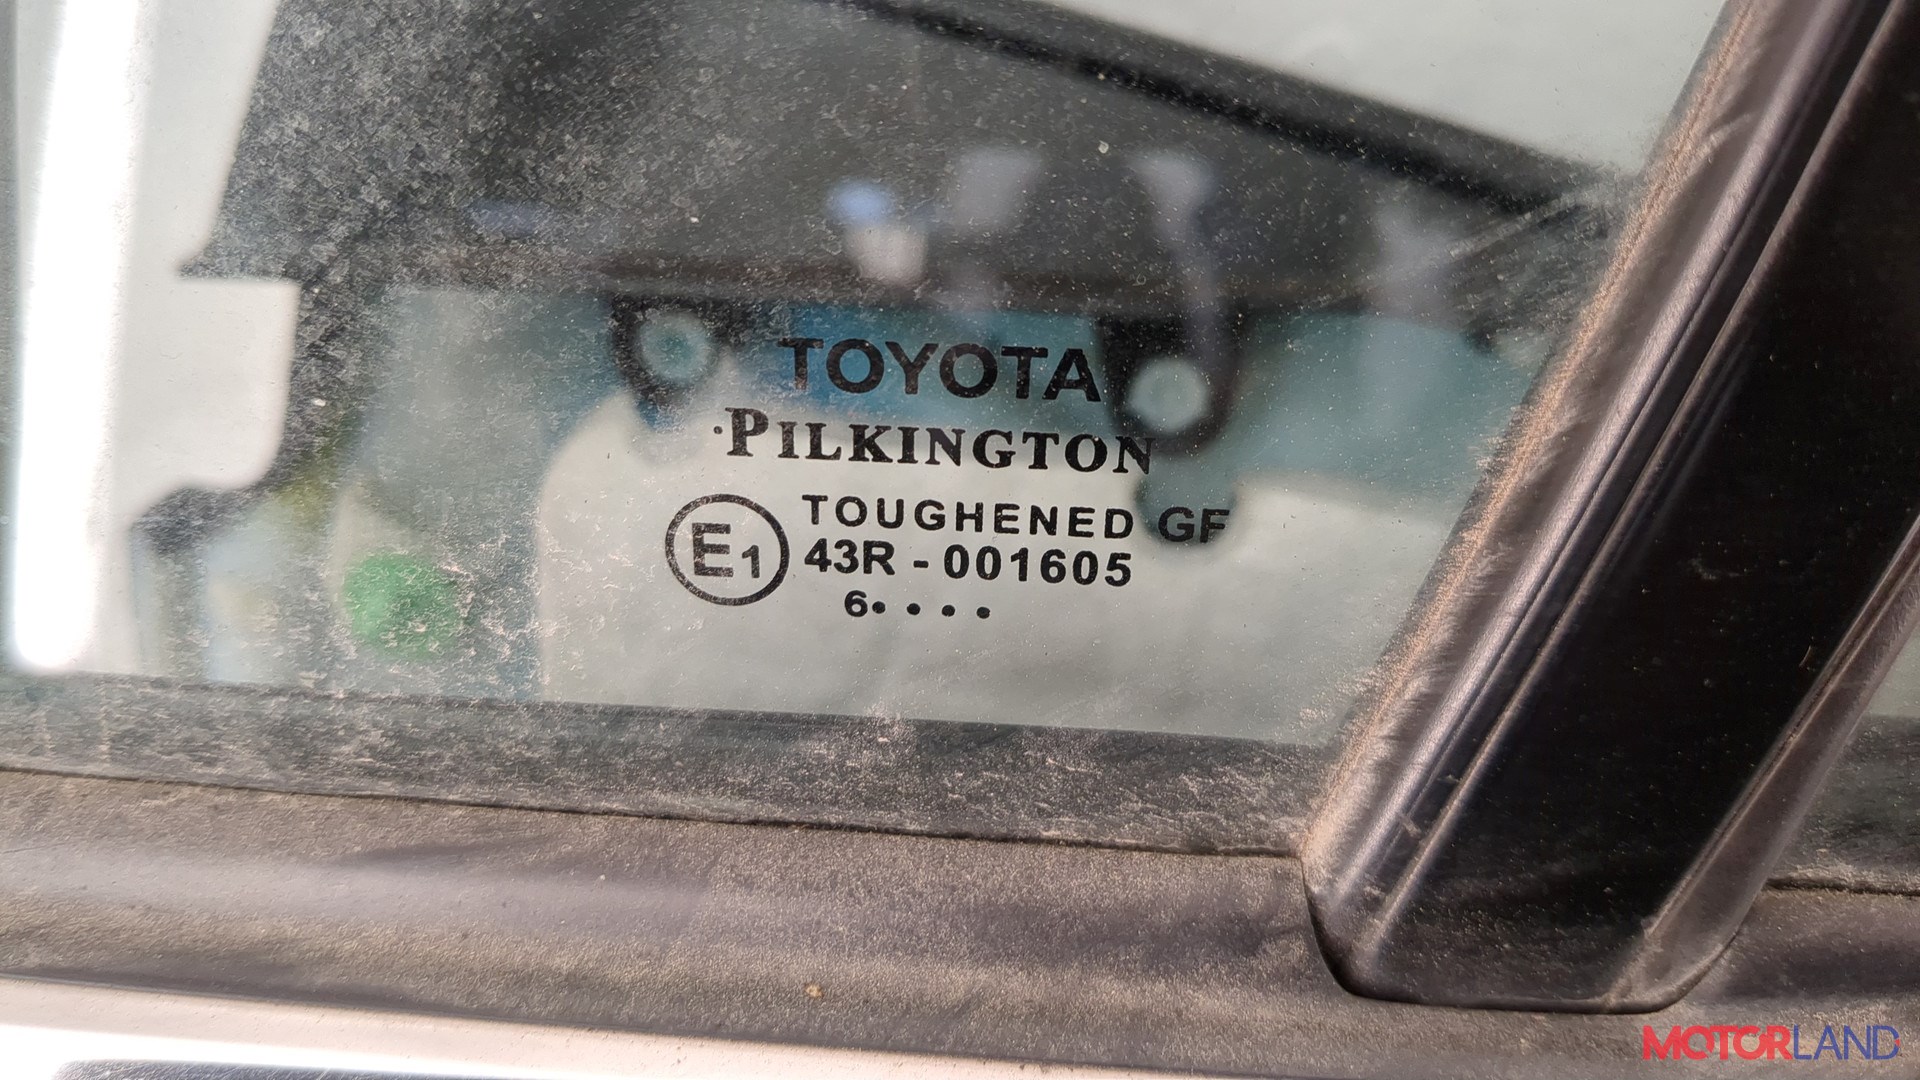 TOYOTA
·PILKINGTON
E1 TOUGHENED GF
43R - 001605
6• • • •
MOTORLAND